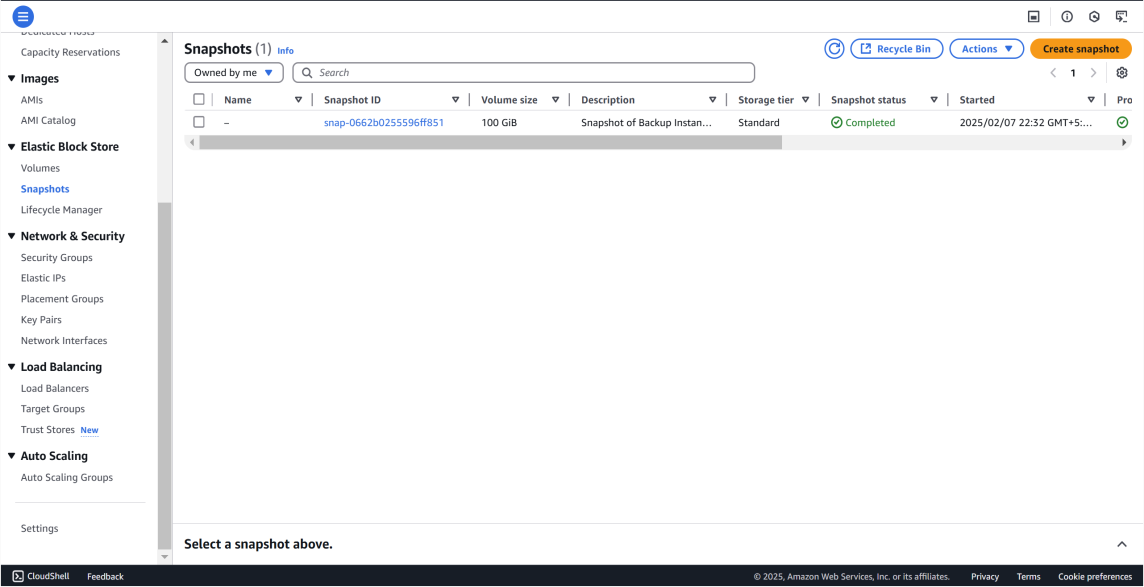 Dedicated Hosts
Capacity Reservations
Images
AMIs
AMI Catalog
Elastic Block Store
Volumes
Snapshots
Lifecycle Manager
Network & Security
Security Groups
Elastic IPs
Placement Groups
Key Pairs
Network Interfaces
Load Balancing
Load Balancers
Target Groups
Trust Stores New
Auto Scaling
Auto Scaling Groups
Settings
Snapshots (1) Info
Recycle Bin Actions Create snapshot
Owned by me Search 1
Name Snapshot ID Volume size Description Storage tier Snapshot status Started Pro
– snap-0662b0255596ff851 100 GiB Snapshot of Backup Instan... Standard Completed 2025/02/07 22:32 GMT+5:...
Select a snapshot above.
CloudShell Feedback © 2025, Amazon Web Services, Inc. or its affiliates. Privacy Terms Cookie preferences